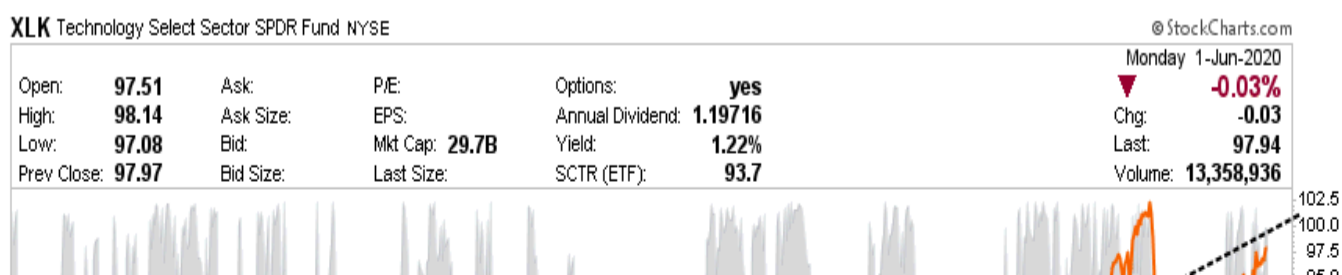 XLK Technology Select Sector SPDR Fund NYSE © StockCharts.com
Monday 1-Jun-2020
Open: 97.51 Ask: P/E: Options: yes -0.03%
High: 98.14 Ask Size: EPS: Annual Dividend: 1.19716 Chg: -0.03
Low: 97.08 Bid: Mkt Cap: 29.7B Yield: 1.22% Last: 97.94
Prev Close: 97.97 Bid Size: Last Size: SCTR (ETF): 93.7 Volume: 13,358,936
102.5
100.0
97.5